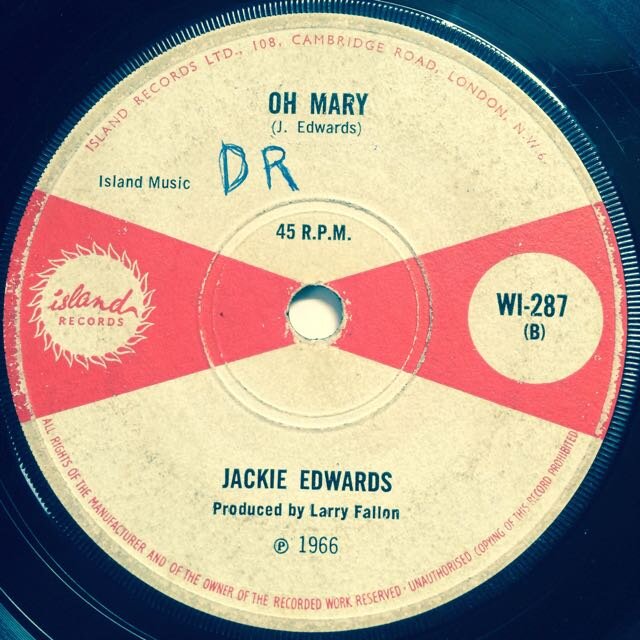 ISLAND RECORDS LTD., 108, CAMBRIDGE ROAD, LONDON, N.W.6.
OH MARY
(J. Edwards)
Island Music
DR
45 R.P.M.
island
RECORDS
WI-287
(B)
JACKIE EDWARDS
Produced by Larry Fallon
℗ 1966
ALL RIGHTS OF THE MANUFACTURER AND OF THE OWNER OF THE RECORDED WORK RESERVED · UNAUTHORISED COPYING OF THIS RECORD PROHIBITED